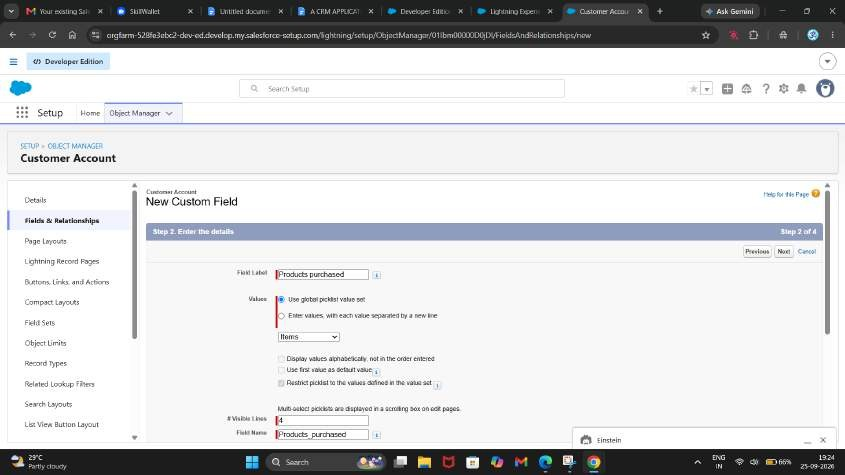 Your existing Sale
SkillWallet
Untitled documen
A CRM APPLICAT
Developer Edition
Lightning Experi
Customer Accoun
Ask Gemini
orgfarm-528fe3ebc2-dev-ed.develop.my.salesforce-setup.com/lightning/setup/ObjectManager/01Ibm00000D0jDl/FieldsAndRelationships/new
Developer Edition
Search Setup
Setup
Home
Object Manager
SETUP > OBJECT MANAGER
Customer Account
Details
Fields & Relationships
Page Layouts
Lightning Record Pages
Buttons, Links, and Actions
Compact Layouts
Field Sets
Object Limits
Record Types
Related Lookup Filters
Search Layouts
List View Button Layout
Customer Account
New Custom Field
Help for this Page
Step 2. Enter the details
Step 2 of 4
Previous
Next
Cancel
Field Label
Products purchased
Values
Use global picklist value set
Enter values, with each value separated by a new line
Items
Display values alphabetically, not in the order entered
Use first value as default value
Restrict picklist to the values defined in the value set
Multi-select picklists are displayed in a scrolling box on edit pages.
# Visible Lines
4
Field Name
Products_purchased
Einstein
29°C
Partly cloudy
Search
ENG
IN
66%
19:24
25-09-2026